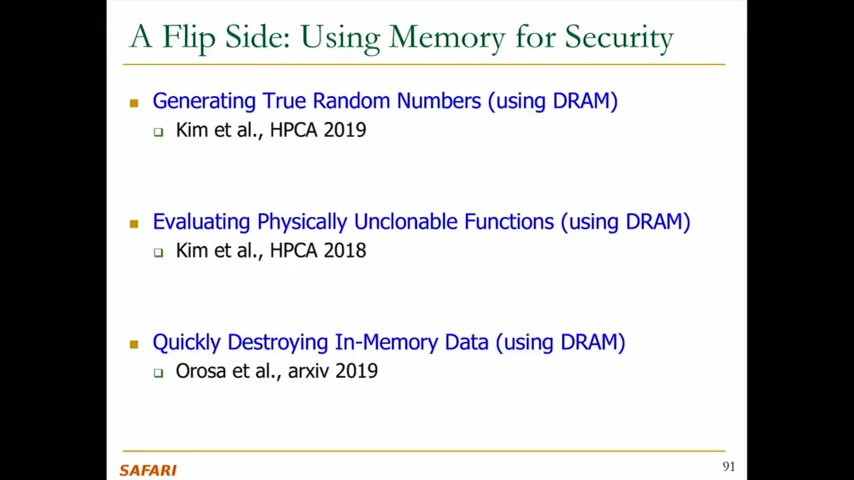 A Flip Side: Using Memory for Security
Generating True Random Numbers (using DRAM)
Kim et al., HPCA 2019
Evaluating Physically Unclonable Functions (using DRAM)
Kim et al., HPCA 2018
Quickly Destroying In-Memory Data (using DRAM)
Orosa et al., arxiv 2019
SAFARI
91